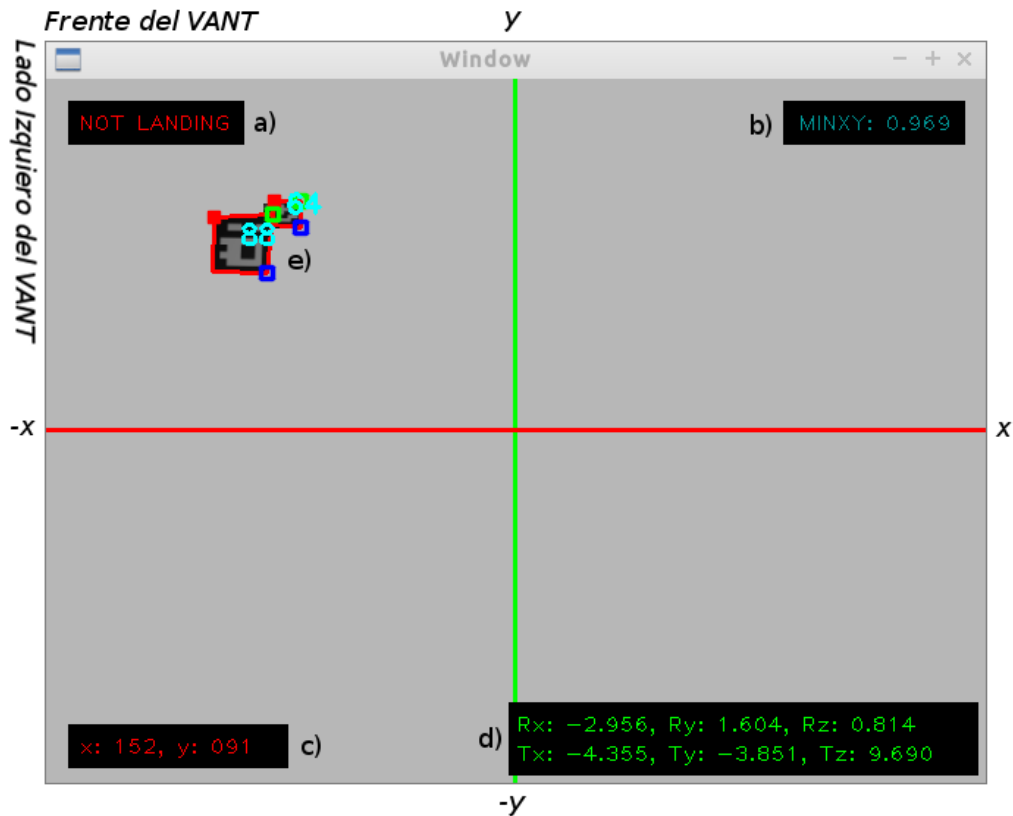 Frente del VANT
y
Lado Izquiero del VANT
Window
NOT LANDING
a)
b)
MINXY: 0.969
64
88
e)
-x
x
x: 152, y: 091
c)
d)
Rx: −2.956, Ry: 1.604, Rz: 0.814
Tx: −4.355, Ty: −3.851, Tz: 9.690
-y